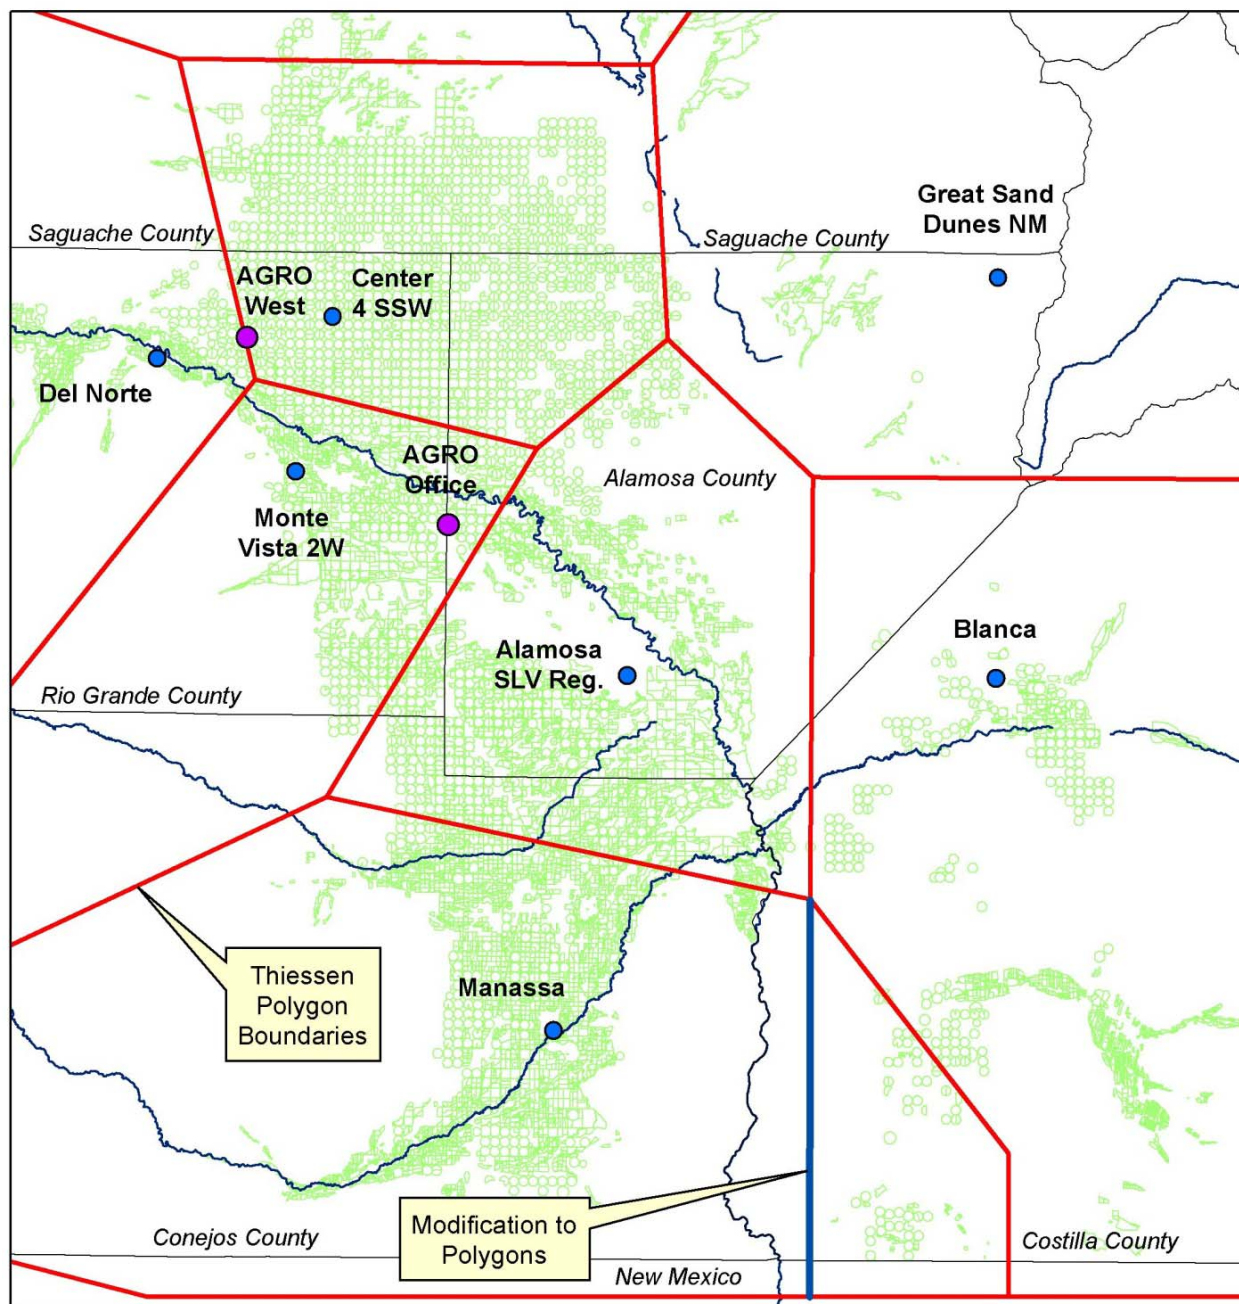 Great Sand
Dunes NM
Saguache County
Saguache County
AGRO
West
Center
4 SSW
Del Norte
AGRO
Office
Alamosa County
Monte
Vista 2W
Blanca
Alamosa
SLV Reg.
Rio Grande County
Thiessen
Polygon
Boundaries
Manassa
Modification to
Polygons
Conejos County
Costilla County
New Mexico